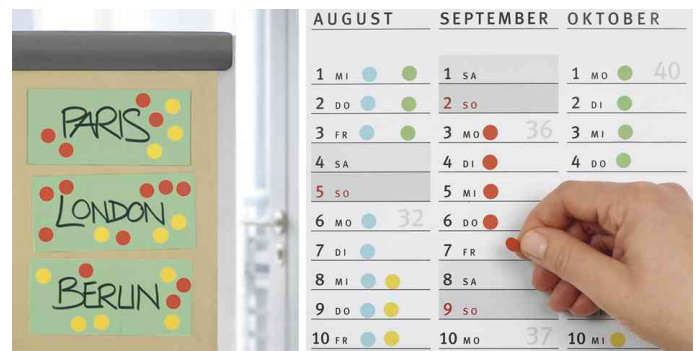 PARIS
LONDON
BERLIN
AUGUST SEPTEMBER OKTOBER
1 MI 1 SA 1 MO 40
2 DO 2 SO 2 DI
3 FR 3 MO 36 3 MI
4 SA 4 DI 4 DO
5 SO 5 MI
6 MO 32 6 DO
7 DI 7 FR
8 MI 8 SA
9 DO 9 SO
10 FR 10 MO 37 10 MI